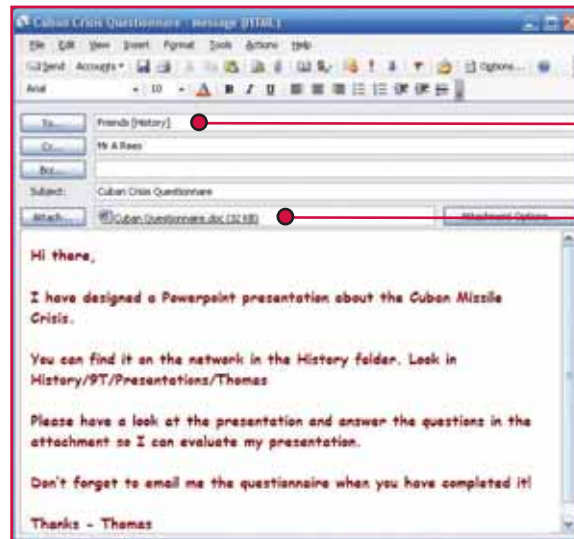 Cuban Crisis Questionnaire - Message (HTML)
File Edit View Insert Format Tools Actions Help
Send Accounts Options...
Arial 10 A B I U
To... Friends [History]
Cc... Mr A Rees
Bcc...
Subject: Cuban Crisis Questionnare
Attach... Cuban Questionnaire.doc (32 KB) Attachment Options...
Hi there,
I have designed a Powerpoint presentation about the Cuban Missile
Crisis.
You can find it on the network in the History folder. Look in
History/9T/Presentations/Thomas
Please have a look at the presentation and answer the questions in the
attachment so I can evaluate my presentation.
Don't forget to email me the questionnaire when you have completed it!
Thanks - Thomas